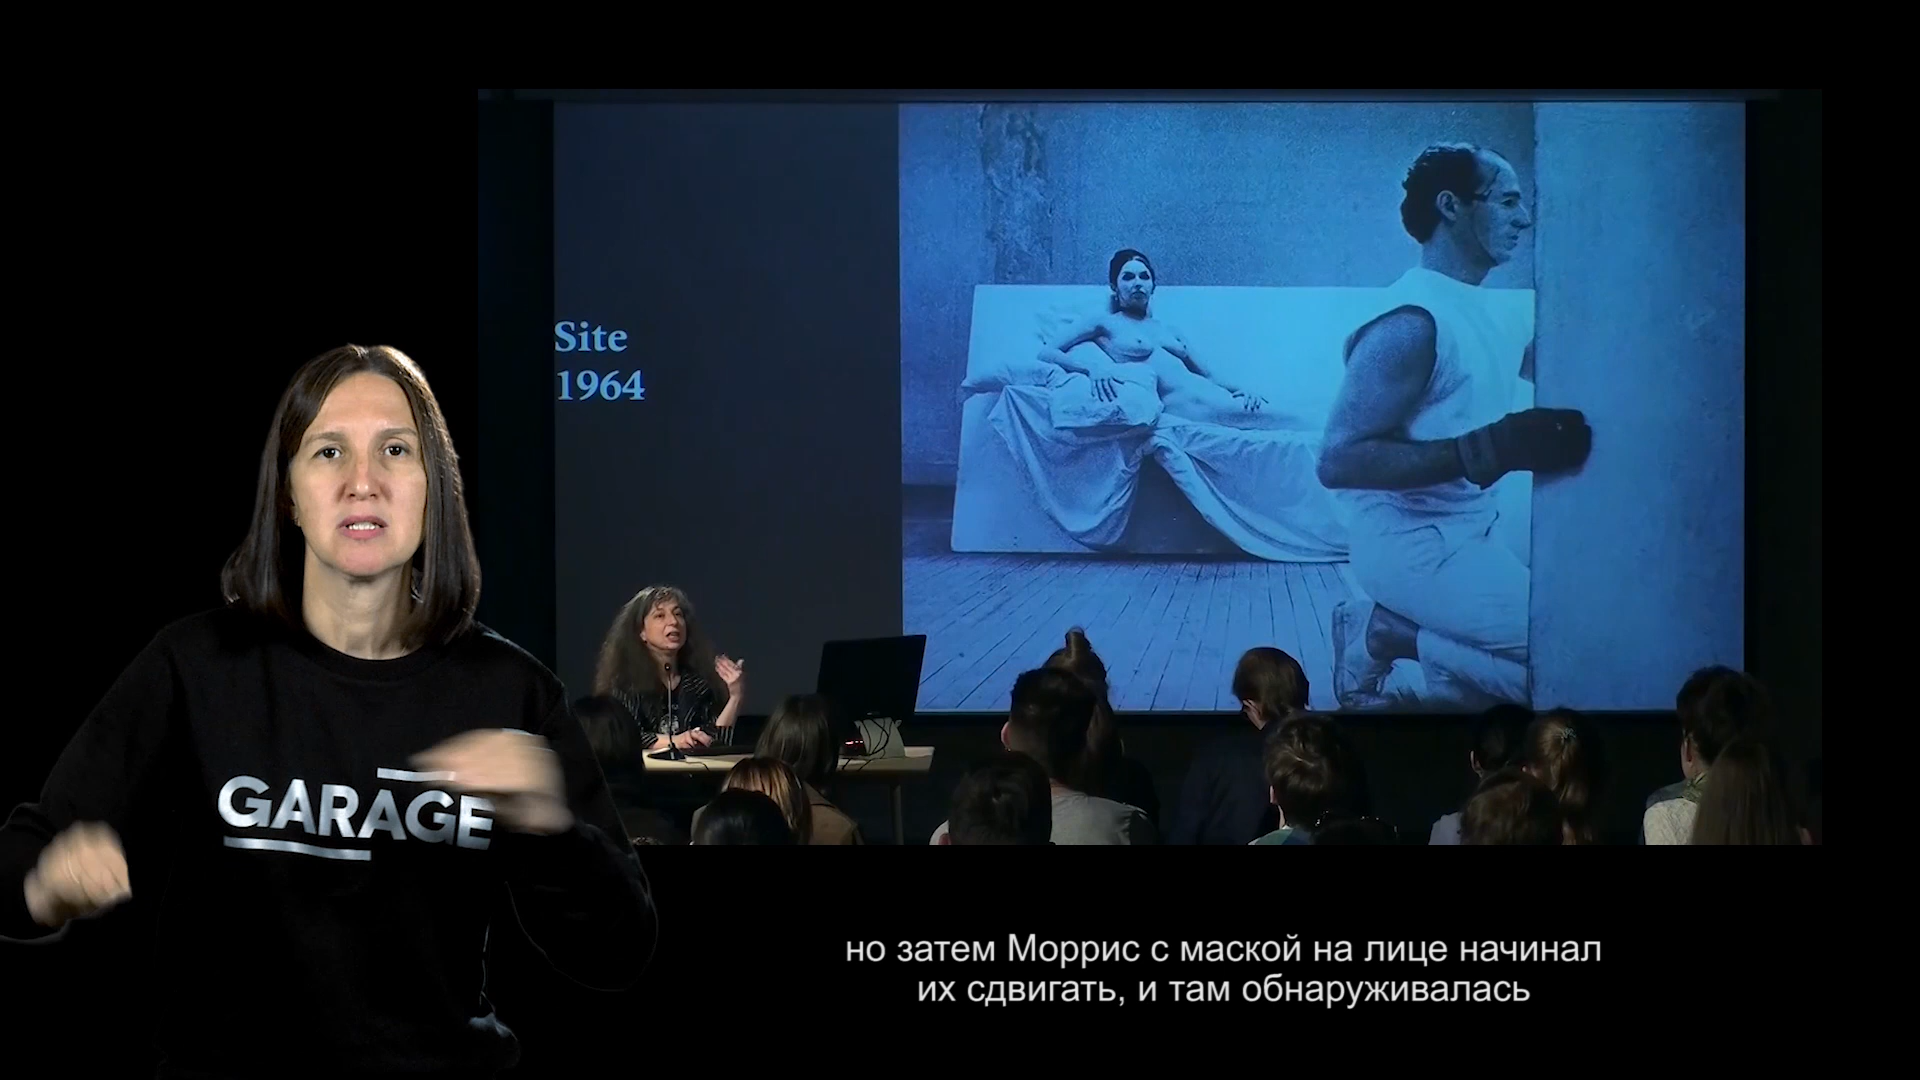 Site
1964
GARAGE
но затем Моррис с маской на лице начинал
их сдвигать, и там обнаруживалась